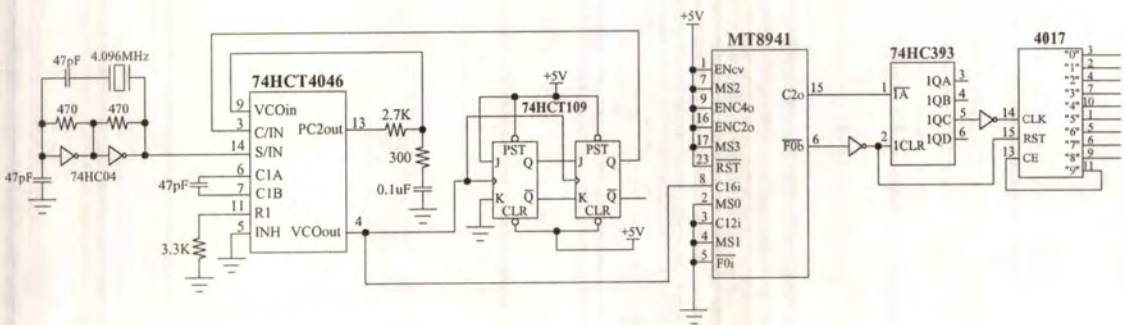 47pF
4.096MHz
470
470
47pF
74HC04
74HCT4046
9
VCOin
3
C/IN
14
S/IN
PC2out
13
47pF
6
C1A
7
C1B
11
R1
5
INH
VCOout
4
3.3K
2.7K
300
0.1uF
+5V
74HCT109
PST
J
Q
K
Q
CLR
PST
J
Q
K
Q
CLR
+5V
+5V
MT8941
1
ENcv
7
MS2
9
ENC4o
16
ENC2o
17
MS3
23
RST
8
C16i
2
MS0
3
C12i
4
MS1
5
F0i
C2o
15
F0b
6
74HC393
1
1A
2
1CLR
1QA
3
1QB
4
1QC
5
1QD
6
4017
14
CLK
15
RST
13
CE
"0"
3
"1"
2
"2"
4
"3"
7
"4"
10
"5"
1
"6"
5
"7"
6
"8"
9
"9"
11